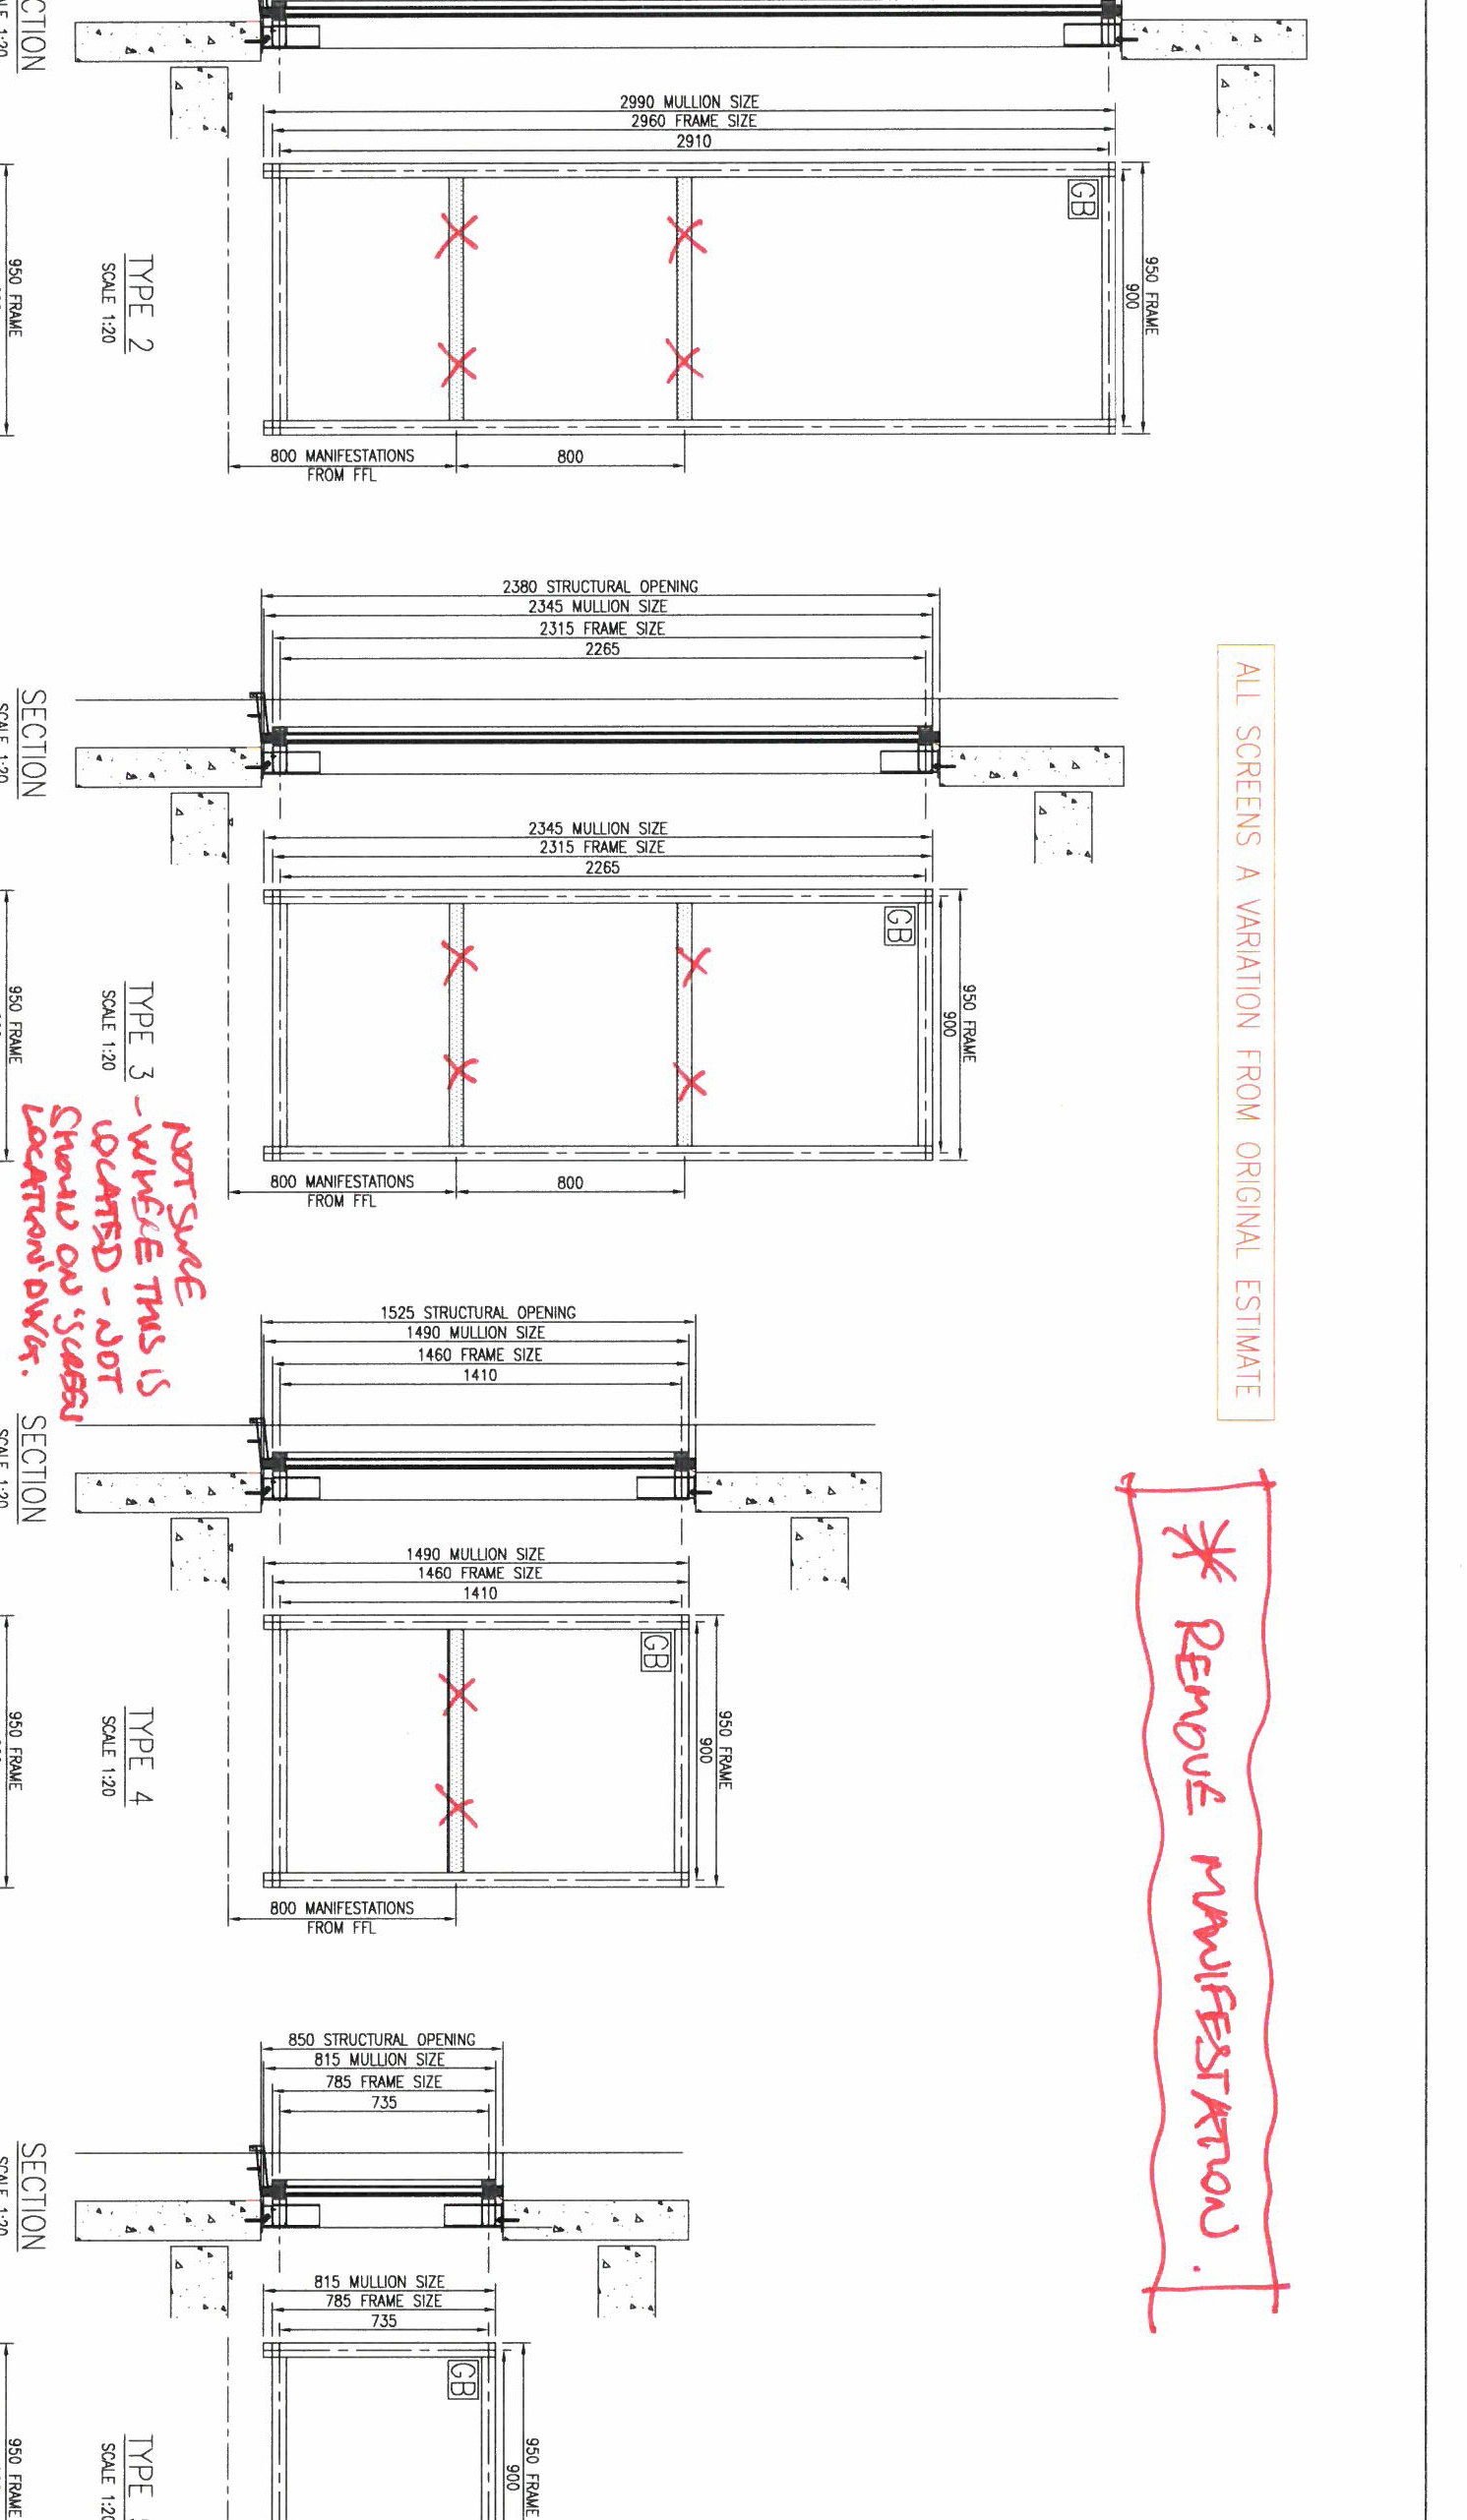 ALL SCREENS A VARIATION FROM ORIGINAL ESTIMATE
* REMOVE MANIFESTATION.
SECTION
2990 MULLION SIZE
2960 FRAME SIZE
2910
950 FRAME
900
GB
800 MANIFESTATIONS
FROM FFL
800
TYPE 2
SCALE 1:20
950 FRAME
2380 STRUCTURAL OPENING
2345 MULLION SIZE
2315 FRAME SIZE
2265
SECTION
SCALE 1:20
2345 MULLION SIZE
2315 FRAME SIZE
2265
950 FRAME
900
GB
800 MANIFESTATIONS
FROM FFL
800
TYPE 3
SCALE 1:20
950 FRAME
NOT SURE
- WHERE THIS IS
LOCATED - NOT
SHOWN ON 'SCREEN
LOCATION' DWG.
1525 STRUCTURAL OPENING
1490 MULLION SIZE
1460 FRAME SIZE
1410
SECTION
SCALE 1:20
1490 MULLION SIZE
1460 FRAME SIZE
1410
950 FRAME
900
GB
800 MANIFESTATIONS
FROM FFL
TYPE 4
SCALE 1:20
950 FRAME
850 STRUCTURAL OPENING
815 MULLION SIZE
785 FRAME SIZE
735
SECTION
SCALE 1:20
815 MULLION SIZE
785 FRAME SIZE
735
950 FRAME
900
GB
TYPE
SCALE 1:20
950 FRAME